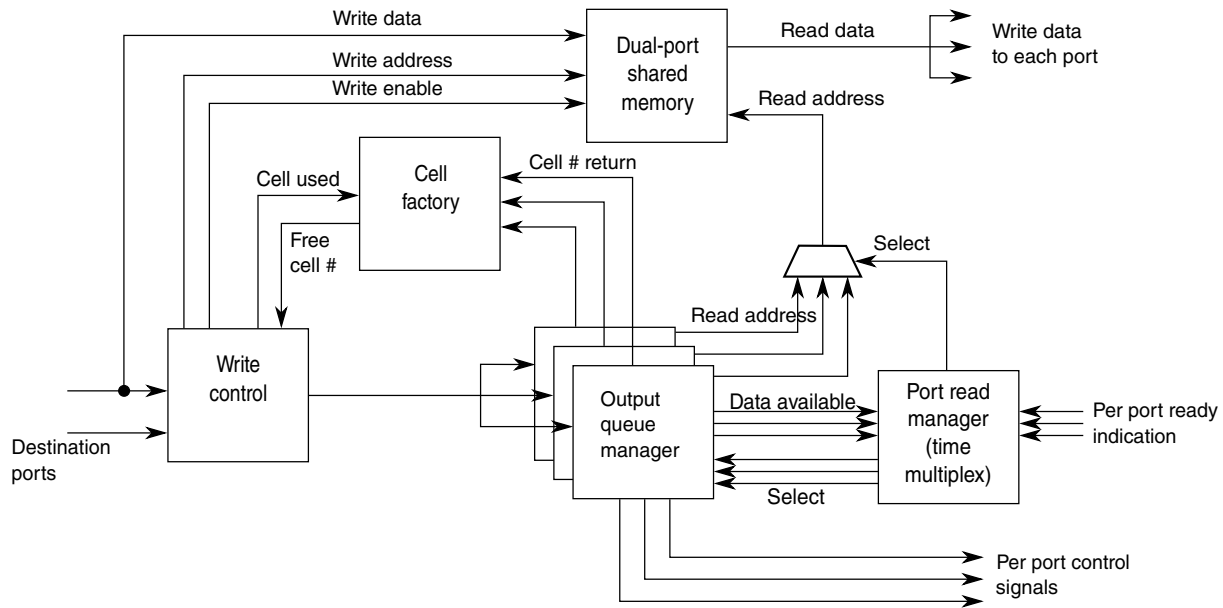 Write data
Write address
Write enable
Dual-port
shared
memory
Read data
Write data
to each port
Read address
Cell used
Cell
factory
Cell # return
Free
cell #
Select
Read address
Write
control
Destination
ports
Output
queue
manager
Data available
Select
Port read
manager
(time
multiplex)
Per port ready
indication
Per port control
signals